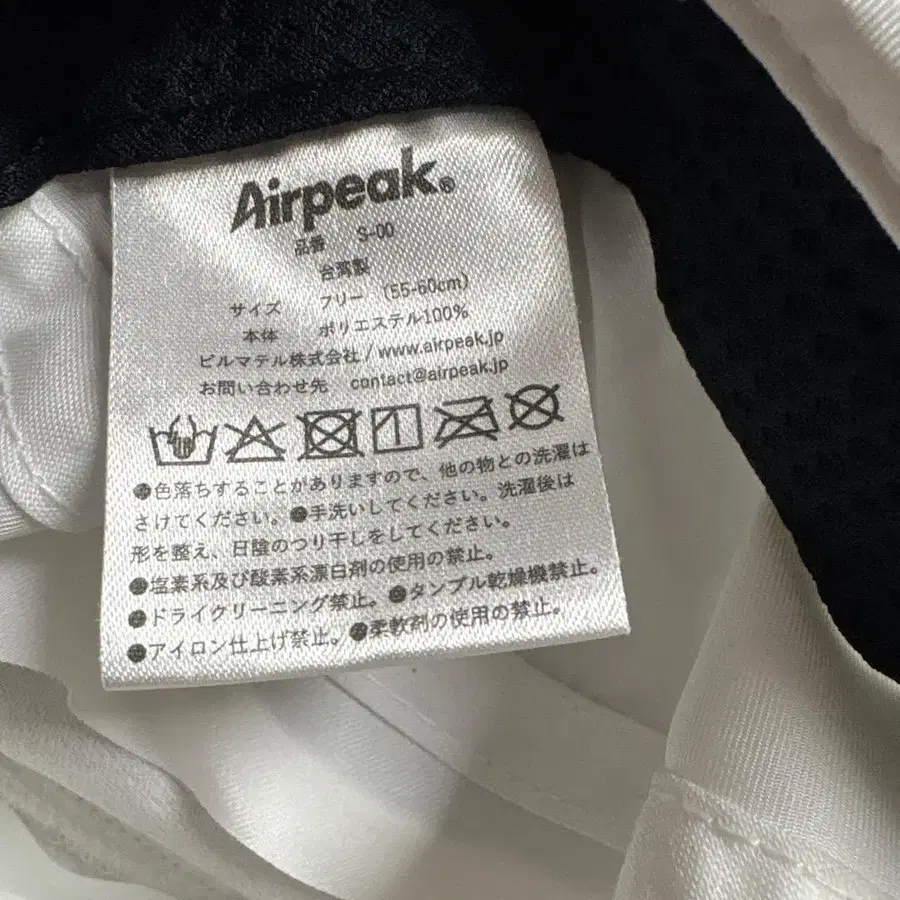 Airpeak®
品番 S-00
台湾製
サイズ フリー (55-60cm)
本体 ポリエステル100%
ビルマテル株式会社/www.airpeak.jp
お問い合わせ先 contact@airpeak.jp
●色落ちすることがありますので、他の物との洗濯は
さけてください。●手洗いしてください。洗濯後は
形を整え、日陰のつり干しをしてください。
●塩素系及び酸素系漂白剤の使用の禁止。
●ドライクリーニング禁止。●タンブル乾燥機禁止。
●アイロン仕上げ禁止。●柔軟剤の使用の禁止。